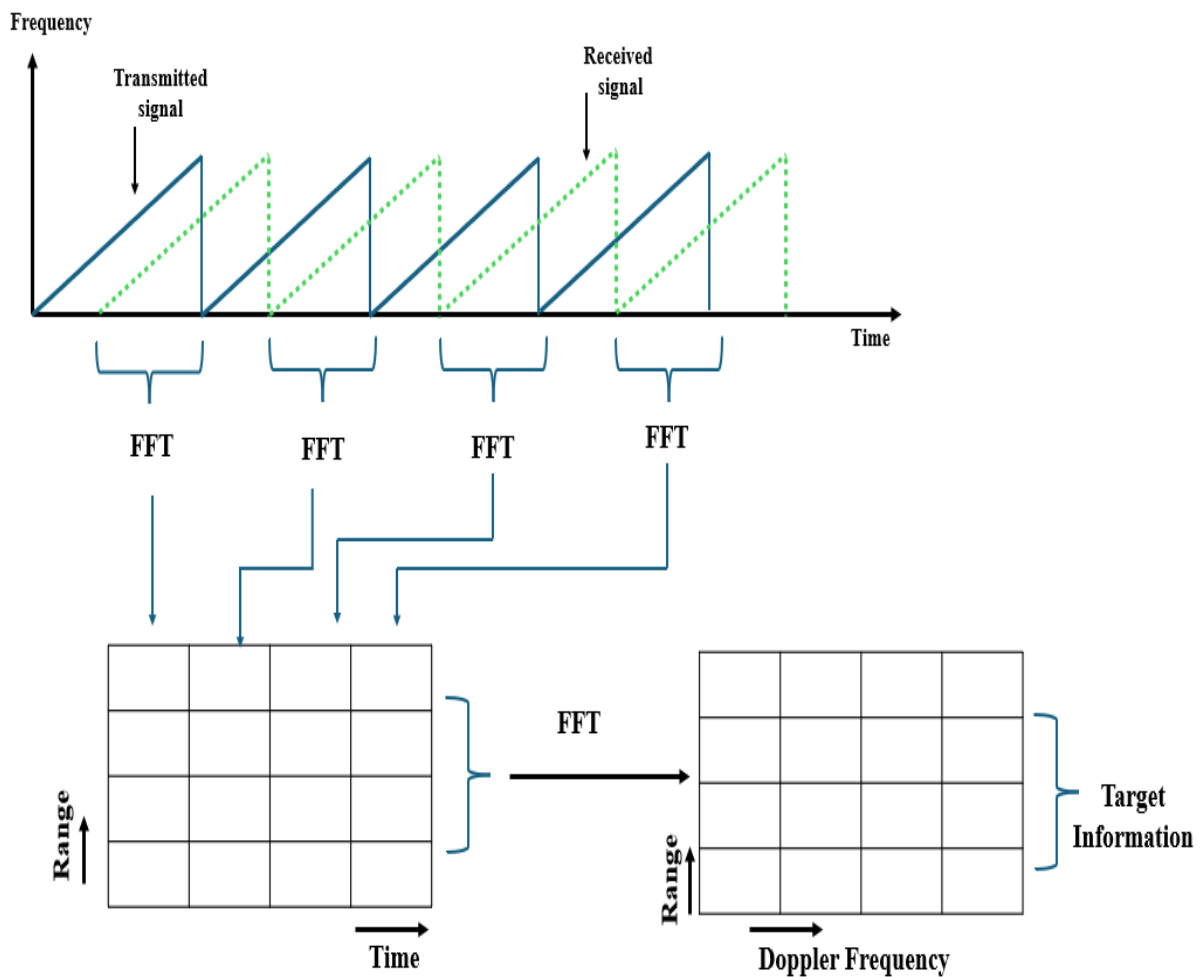 Frequency
Transmitted
signal
Received
signal
Time
FFT
FFT
FFT
FFT
FFT
Range
Time
Range
Doppler Frequency
Target
Information